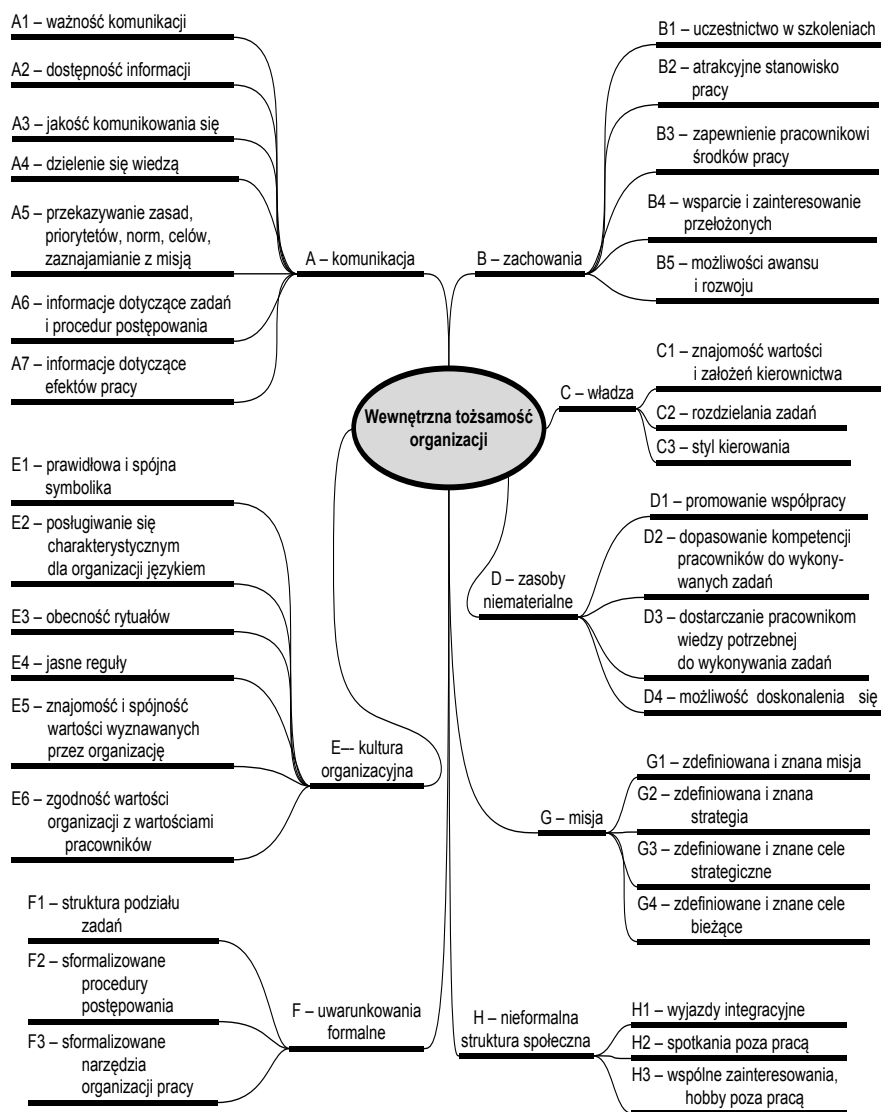 A1 – ważność komunikacji
A2 – dostępność informacji
A3 – jakość komunikowania się
A4 – dzielenie się wiedzą
A5 – przekazywanie zasad,
priorytetów, norm, celów,
zaznajamianie z misją
A6 – informacje dotyczące zadań
i procedur postępowania
A7 – informacje dotyczące
efektów pracy
A – komunikacja
B – zachowania
B1 – uczestnictwo w szkoleniach
B2 – atrakcyjne stanowisko
pracy
B3 – zapewnienie pracownikowi
środków pracy
B4 – wsparcie i zainteresowanie
przełożonych
B5 – możliwości awansu
i rozwoju
Wewnętrzna tożsamość
organizacji
C – władza
C1 – znajomość wartości
i założeń kierownictwa
C2 – rozdzielania zadań
C3 – styl kierowania
D – zasoby
niematerialne
D1 – promowanie współpracy
D2 – dopasowanie kompetencji
pracowników do wykony-
wanych zadań
D3 – dostarczanie pracownikom
wiedzy potrzebnej
do wykonywania zadań
D4 – możliwość doskonalenia się
E1 – prawidłowa i spójna
symbolika
E2 – posługiwanie się
charakterystycznym
dla organizacji językiem
E3 – obecność rytuałów
E4 – jasne reguły
E5 – znajomość i spójność
wartości wyznawanych
przez organizację
E6 – zgodność wartości
organizacji z wartościami
pracowników
E–- kultura
organizacyjna
G – misja
G1 – zdefiniowana i znana misja
G2 – zdefiniowana i znana
strategia
G3 – zdefiniowane i znane cele
strategiczne
G4 – zdefiniowane i znane cele
bieżące
F1 – struktura podziału
zadań
F2 – sformalizowane
procedury
postępowania
F3 – sformalizowane
narzędzia
organizacji pracy
F – uwarunkowania
formalne
H – nieformalna
struktura społeczna
H1 – wyjazdy integracyjne
H2 – spotkania poza pracą
H3 – wspólne zainteresowania,
hobby poza pracą